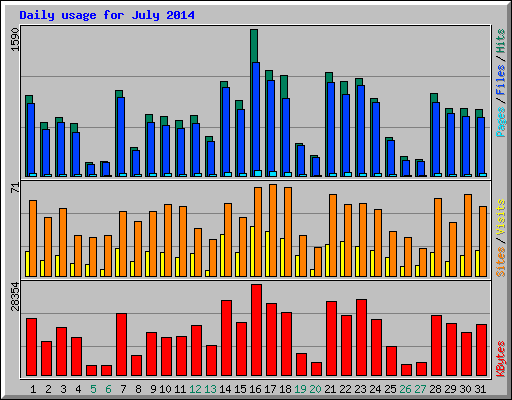 Daily usage for July 2014
1590
Pages / Files / Hits
71
Sites / Visits
28354
KBytes
1 2 3 4 5 6 7 8 9 10 11 12 13 14 15 16 17 18 19 20 21 22 23 24 25 26 27 28 29 30 31